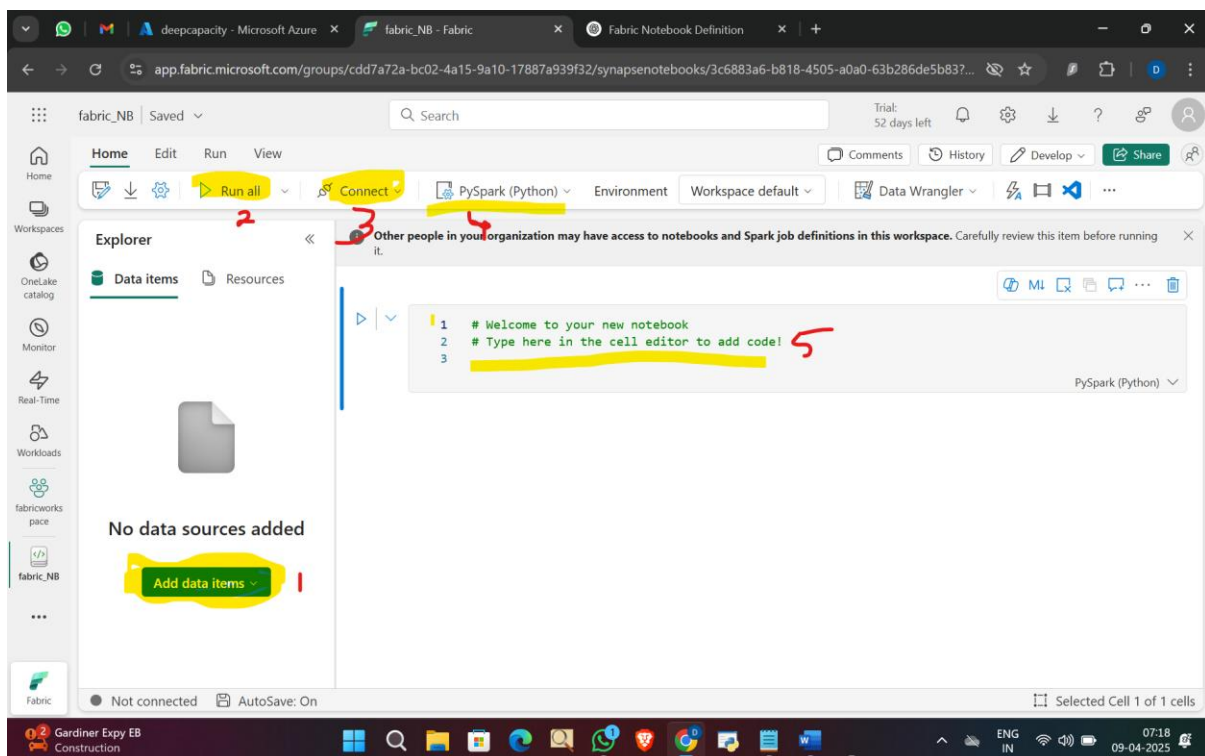 deepcapacity - Microsoft Azure
fabric_NB - Fabric
Fabric Notebook Definition
app.fabric.microsoft.com/groups/cdd7a72a-bc02-4a15-9a10-17887a939f32/synapsenotebooks/3c6883a6-b818-4505-a0a0-63b286de5b83?...
D
fabric_NB Saved
Search
Trial:
52 days left
?
Home Edit Run View
Comments History Develop Share
Run all Connect PySpark (Python) Environment Workspace default Data Wrangler ...
2 3 4
Home
Workspaces
OneLake
catalog
Monitor
Real-Time
Workloads
fabricworks
pace
fabric_NB
...
Fabric
Explorer «
Data items Resources
No data sources added
Add data items 1
Other people in your organization may have access to notebooks and Spark job definitions in this workspace. Carefully review this item before running
it.
M↓ ...
1 # Welcome to your new notebook
2 # Type here in the cell editor to add code! 5
3
PySpark (Python)
Not connected AutoSave: On
Selected Cell 1 of 1 cells
2 Gardiner Expy EB
Construction
ENG
IN
07:18
09-04-2025